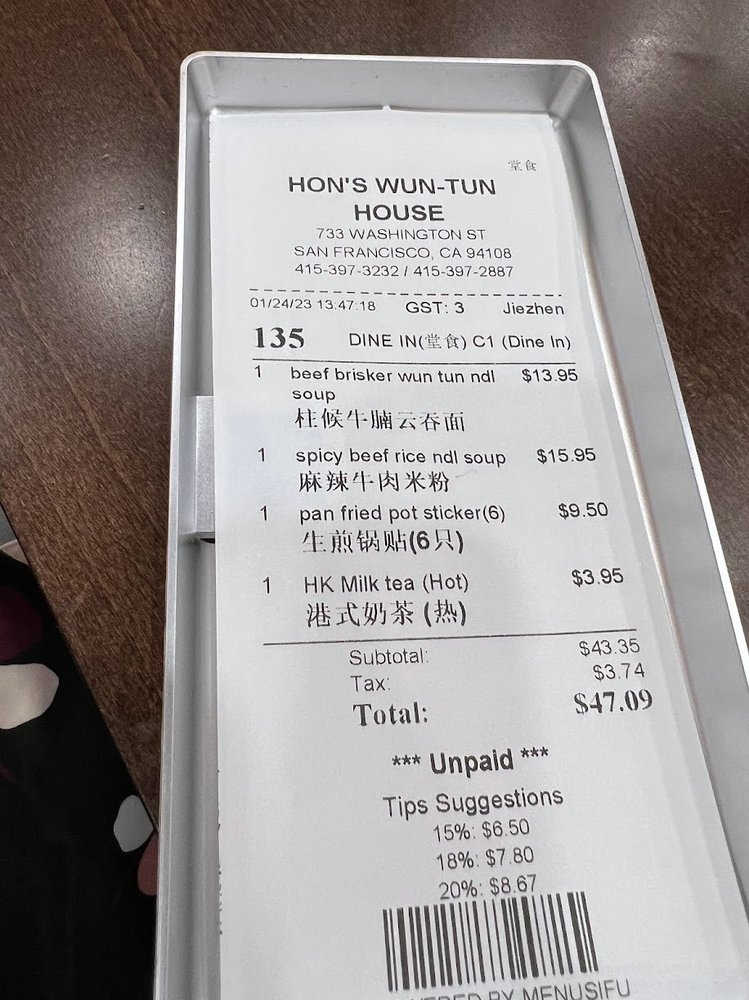 堂食
HON'S WUN-TUN
HOUSE
733 WASHINGTON ST
SAN FRANCISCO, CA 94108
415-397-3232 / 415-397-2887
01/24/23 13:47:18 GST: 3 Jiezhen
135 DINE IN(堂食) C1 (Dine In)
1 beef brisker wun tun ndl $13.95
soup
柱候牛腩云吞面
1 spicy beef rice ndl soup $15.95
麻辣牛肉米粉
1 pan fried pot sticker(6) $9.50
生煎锅贴(6只)
1 HK Milk tea (Hot) $3.95
港式奶茶 (热)
Subtotal: $43.35
Tax: $3.74
Total: $47.09
*** Unpaid ***
Tips Suggestions
15%: $6.50
18%: $7.80
20%: $8.67
BY MENUSIFU